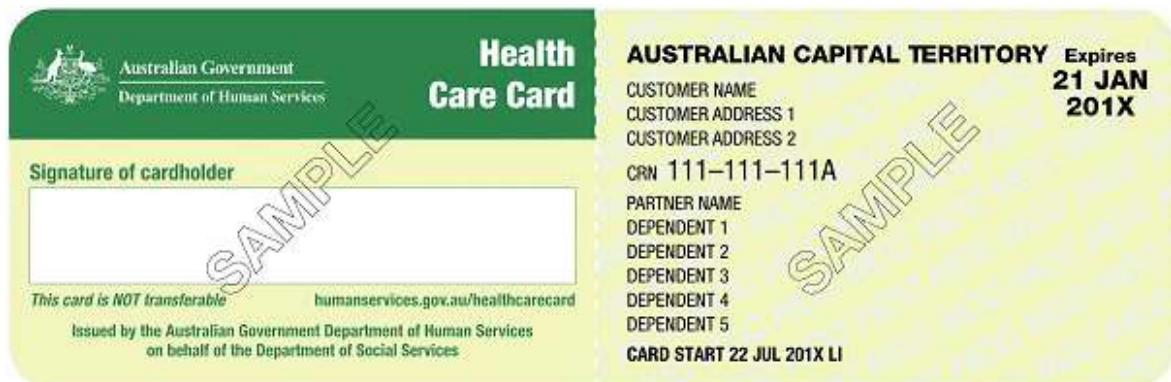 Australian Government
Department of Human Services
Health
Care Card
Signature of cardholder
SAMPLE
This card is NOT transferable
humanservices.gov.au/healthcarecard
Issued by the Australian Government Department of Human Services
on behalf of the Department of Social Services
AUSTRALIAN CAPITAL TERRITORY
Expires
21 JAN
201X
CUSTOMER NAME
CUSTOMER ADDRESS 1
CUSTOMER ADDRESS 2
CRN 111–111–111A
PARTNER NAME
DEPENDENT 1
DEPENDENT 2
DEPENDENT 3
DEPENDENT 4
DEPENDENT 5
SAMPLE
CARD START 22 JUL 201X LI